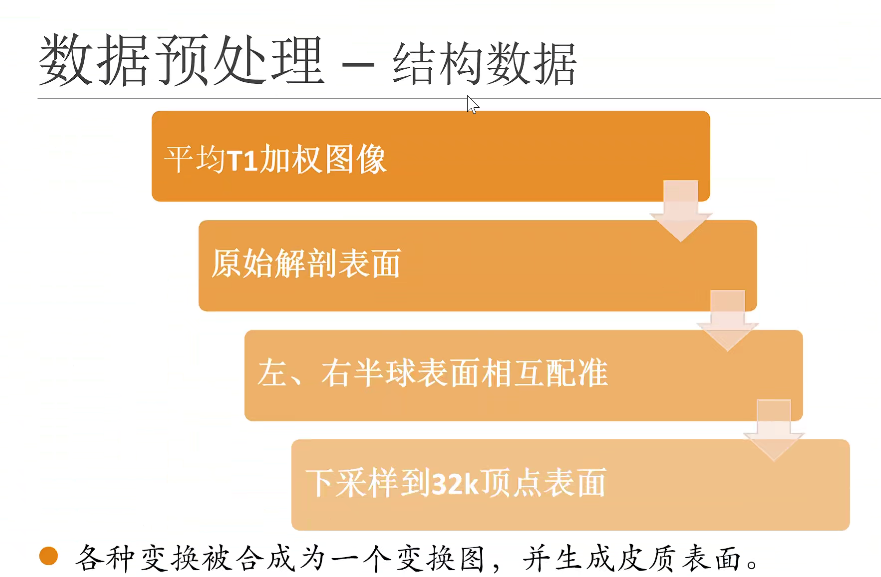 数据预处理 – 结构数据
平均T1加权图像
原始解剖表面
左、右半球表面相互配准
下采样到32k顶点表面
各种变换被合成为一个变换图，并生成皮质表面。